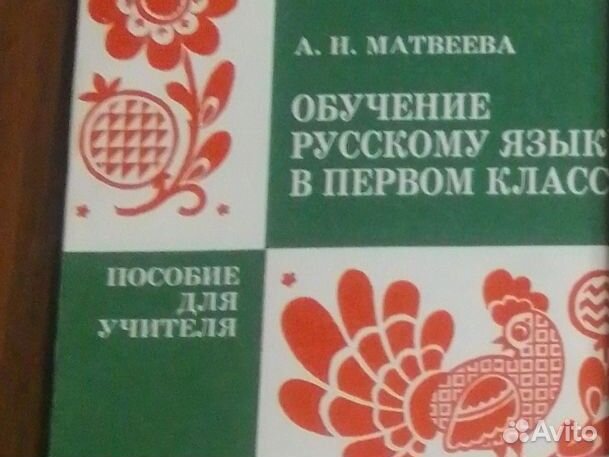 А. Н. МАТВЕЕВА
ОБУЧЕНИЕ
РУССКОМУ ЯЗЫК
В ПЕРВОМ КЛАСС
ПОСОБИЕ
ДЛЯ
УЧИТЕЛЯ
Avito